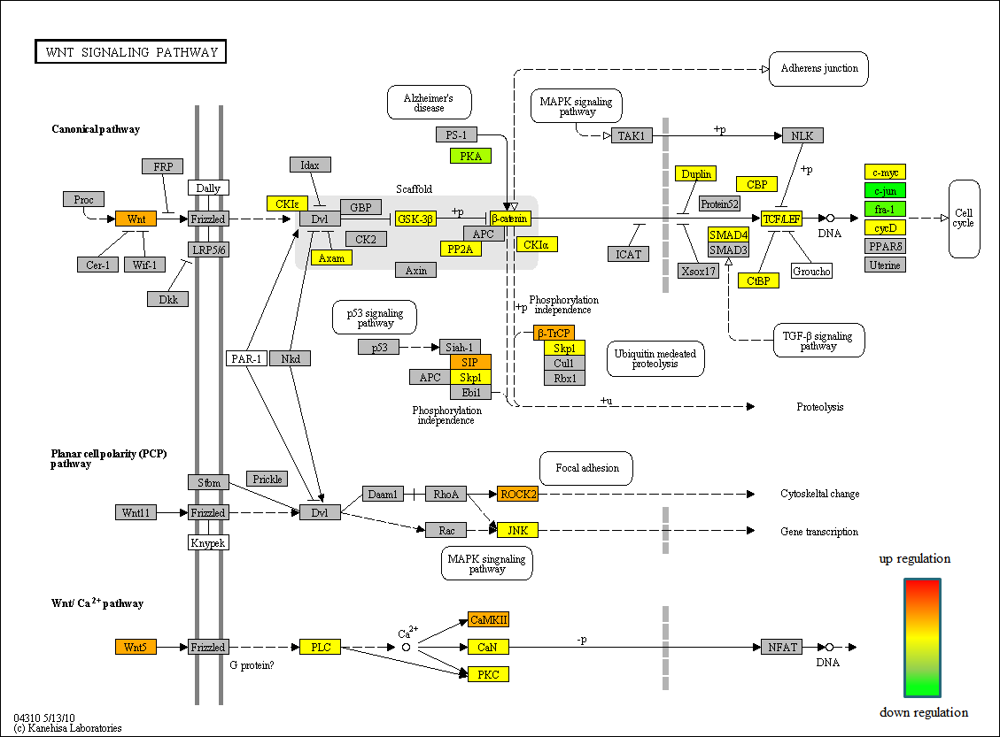 WNT SIGNALING PATHWAY
Adherens junction
Alzheimer's
disease
MAPK signaling
pathway
Canonical pathway
PS-1
TAK1
+p
NLK
PKA
FRP
Idax
+p
Duplin
c-myc
Dally
Scaffold
CBP
c-jun
Proc
CKIε
GBP
Protein52
fra-1
Wnt
Frizzled
Dvl
GSK-3β
+p
β-catenin
TCF/LEF
DNA
cycD
Cell
cycle
CK2
APC
SMAD4
PPARδ
LRP5/6
PP2A
CKIα
SMAD3
Cer-1
Wif-1
Axam
ICAT
Uterine
Axin
Xsox17
Groucho
CtBP
Dkk
+p
Phosphorylation
independence
p53 signaling
pathway
β-TrCP
TGF-β signaling
pathway
p53
Siah-1
Skp1
PAR-1
Nkd
SIP
Cul1
Ubiquitin medeated
proteolysis
APC
Skp1
Rbx1
Ebi1
+u
Phosphorylation
independence
Proteolysis
Planar cell polarity (PCP)
pathway
Focal adhesion
Stbm
Prickle
Daam1
RhoA
ROCK2
Cytoskeltal change
Wnt11
Frizzled
Dvl
Rac
JNK
Gene transcription
Knypek
MAPK singnaling
pathway
up regulation
Wnt/ Ca2+ pathway
CaMKII
Ca2+
Wnt5
Frizzled
PLC
CaN
-p
NFAT
DNA
G protein?
PKC
down regulation
04310 5/13/10
(c) Kanehisa Laboratories